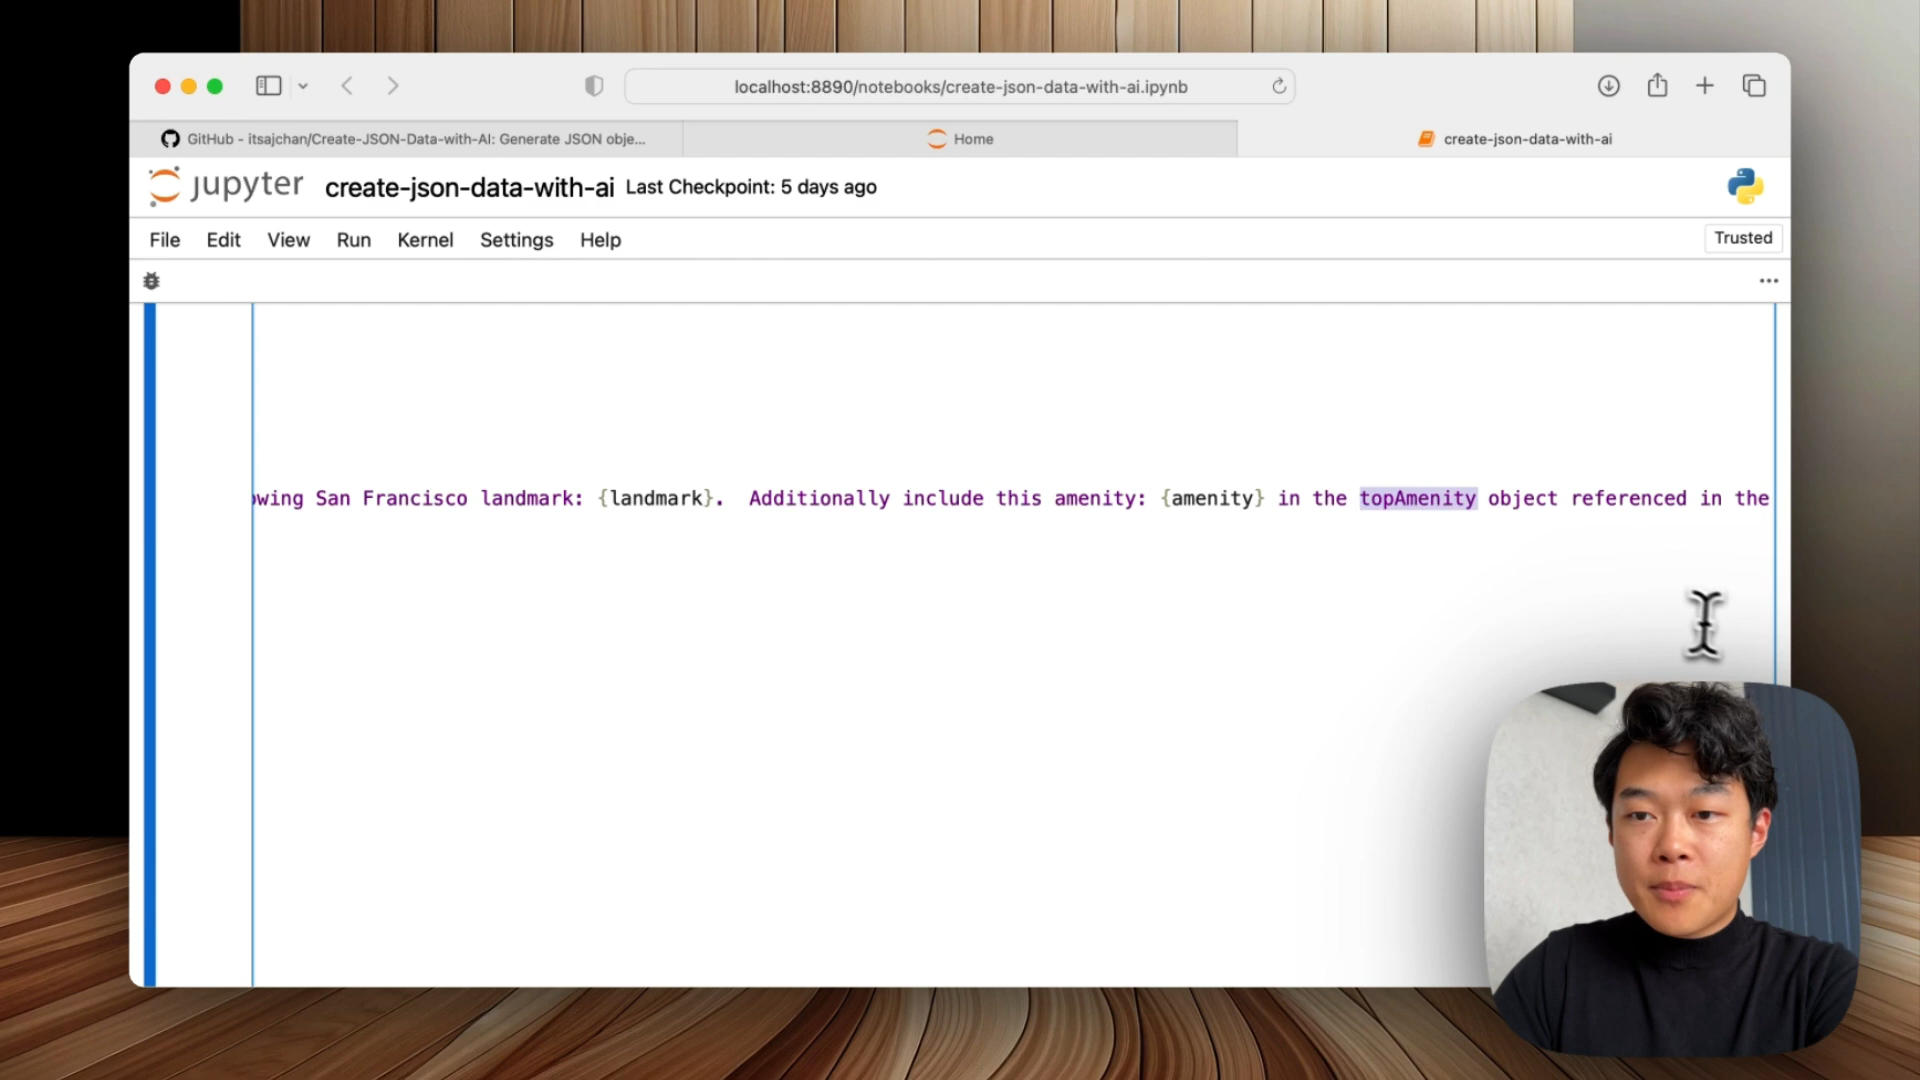 localhost:8890/notebooks/create-json-data-with-ai.ipynb
GitHub - itsajchan/Create-JSON-Data-with-AI: Generate JSON obje...
Home
create-json-data-with-ai
jupyter create-json-data-with-ai Last Checkpoint: 5 days ago
File Edit View Run Kernel Settings Help
Trusted
owing San Francisco landmark: {landmark}. Additionally include this amenity: {amenity} in the topAmenity object referenced in the